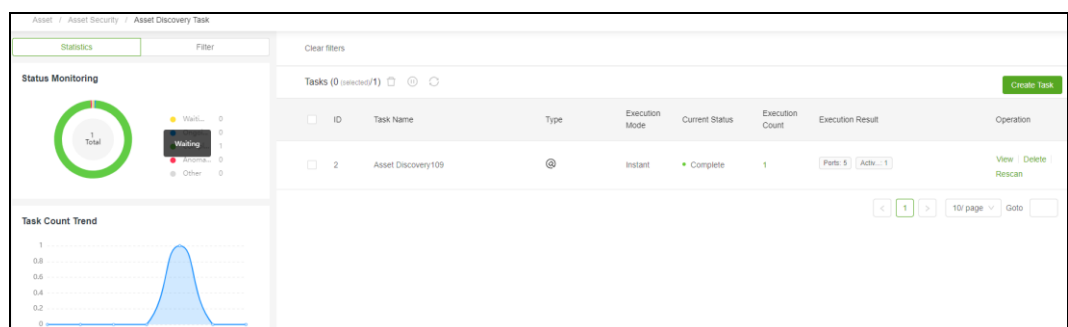 Asset / Asset Security / Asset Discovery Task
Statistics
Filter
Clear filters
Status Monitoring
Tasks (0 (selected)/1)
Create Task
1
Total
Waiti... 0
0
Waiting
1
Anoma... 0
Other 0
ID
Task Name
Type
Execution Mode
Current Status
Execution Count
Execution Result
Operation
2
Asset Discovery109
Instant
Complete
1
Ports: 5
Activ...: 1
View
Delete
Rescan
< 1 >
10/ page
Goto
Task Count Trend
1
0.8
0.6
0.4
0.2
0